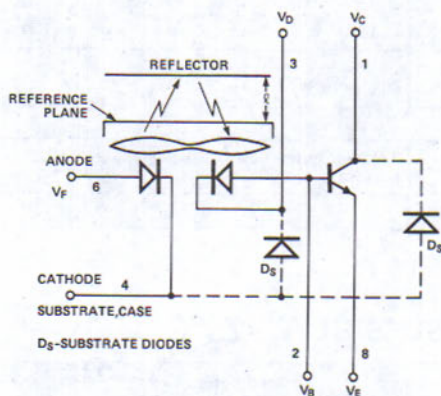 V_D
V_C
3
1
REFLECTOR
REFERENCE
PLANE
ANODE
6
V_F
D_S
D_S
CATHODE
4
SUBSTRATE, CASE
D_S-SUBSTRATE DIODES
2
8
V_B
V_E